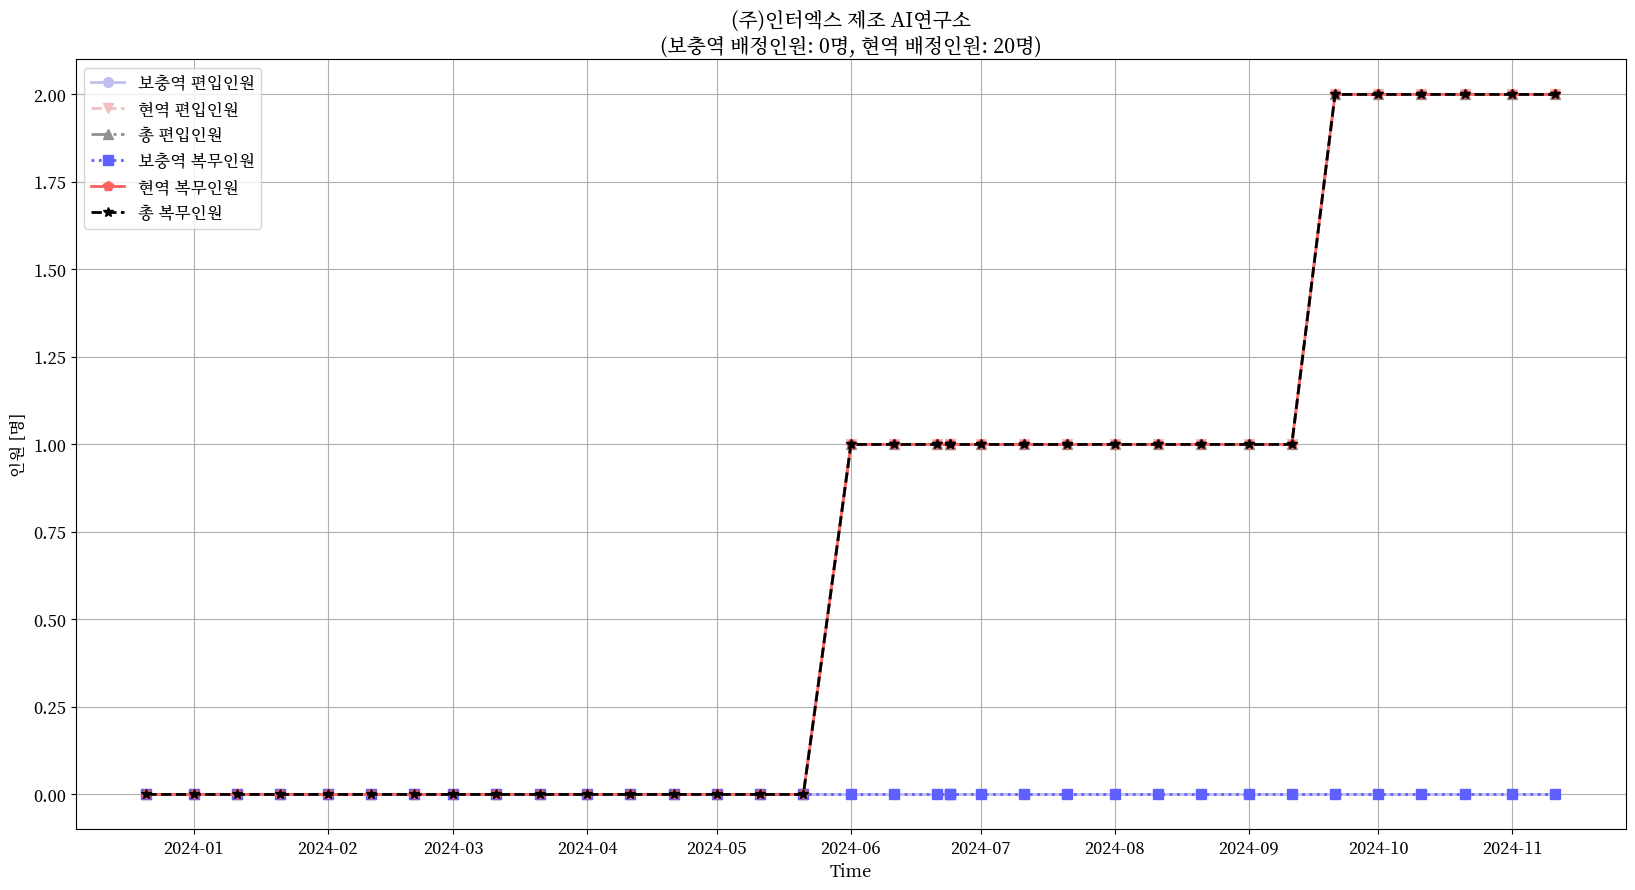 (주)인터엑스 제조 AI연구소
(보충역 배정인원: 0명, 현역 배정인원: 20명)
보충역 편입인원
현역 편입인원
총 편입인원
보충역 복무인원
현역 복무인원
총 복무인원
2.00
1.75
1.50
1.25
1.00
0.75
0.50
0.25
0.00
인원 [명]
2024-01 2024-02 2024-03 2024-04 2024-05 2024-06 2024-07 2024-08 2024-09 2024-10 2024-11
Time